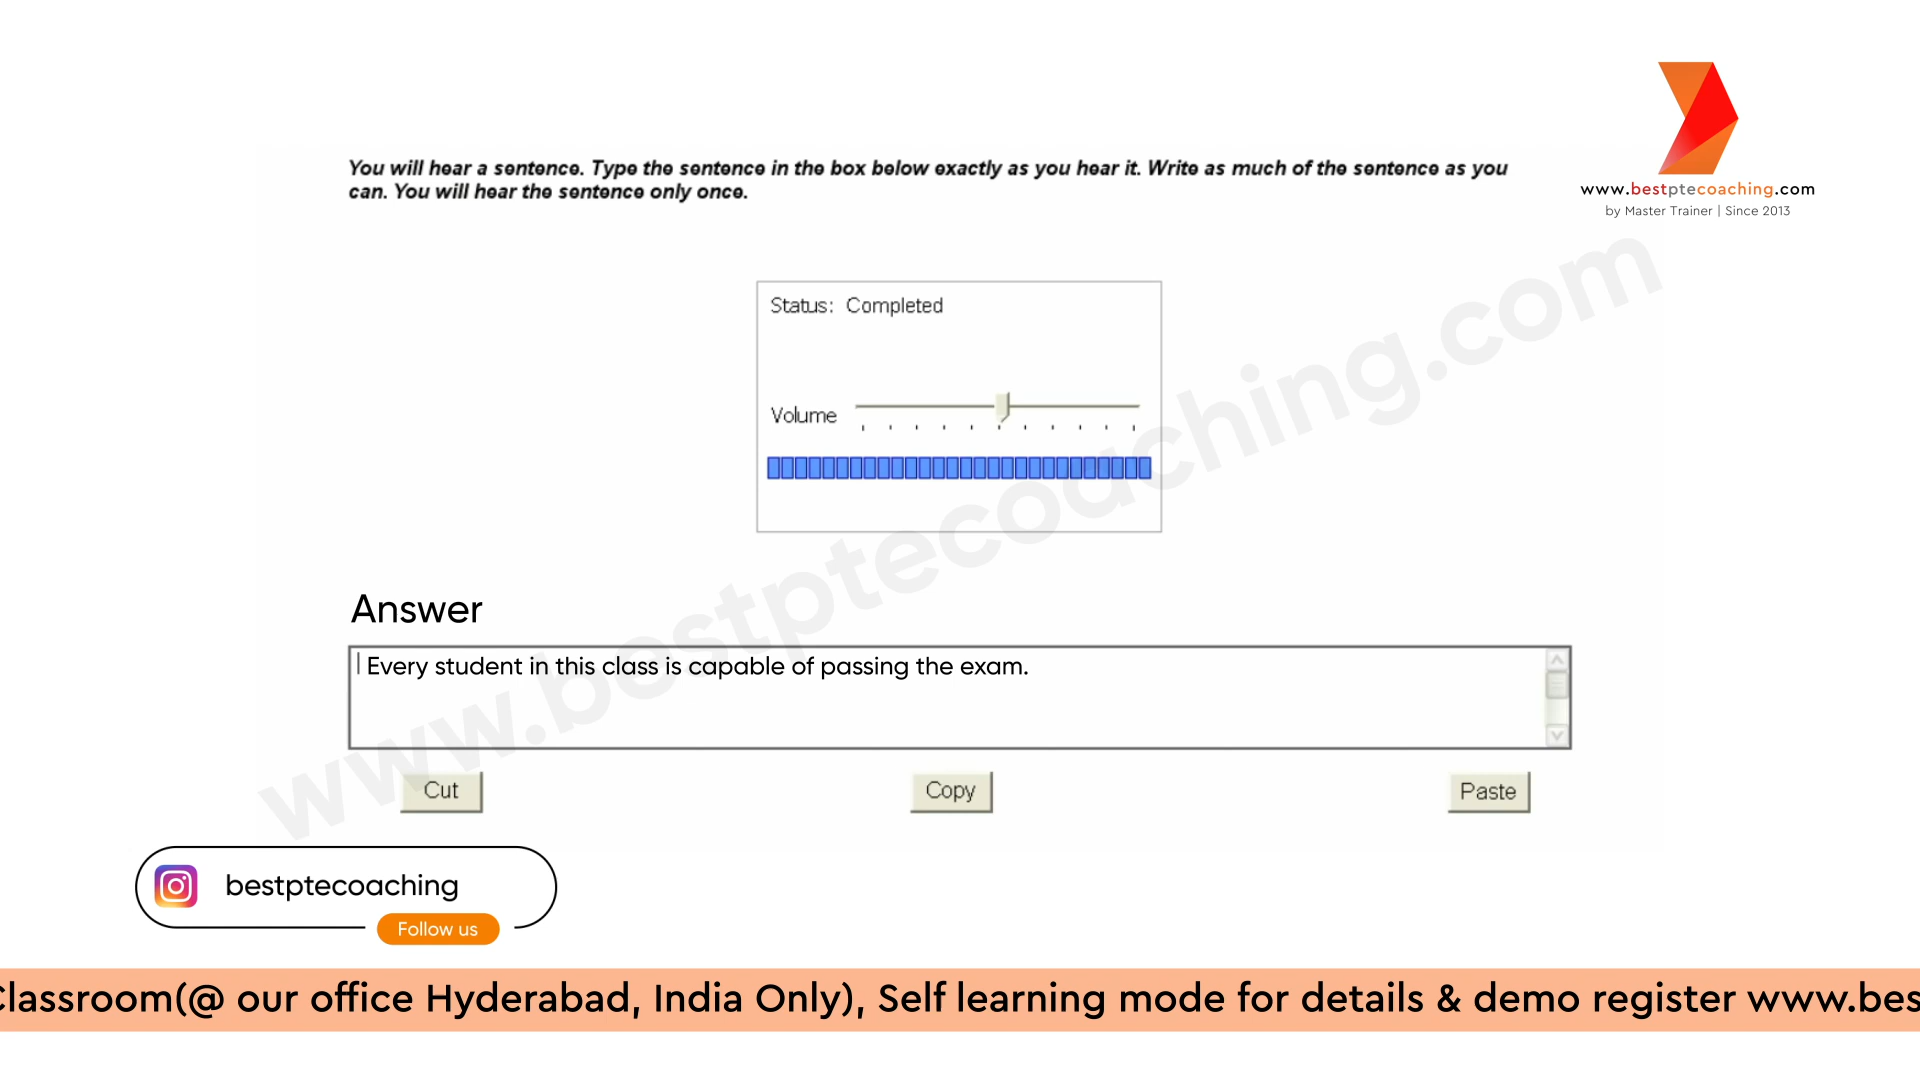 You will hear a sentence. Type the sentence in the box below exactly as you hear it. Write as much of the sentence as you
can. You will hear the sentence only once.
www.bestptecoaching.com
by Master Trainer | Since 2013
Status: Completed
Volume
www.bestptecoaching.com
Answer
Every student in this class is capable of passing the exam.
Cut
Copy
Paste
bestptecoaching
Follow us
Classroom(@ our office Hyderabad, India Only), Self learning mode for details & demo register www.bes